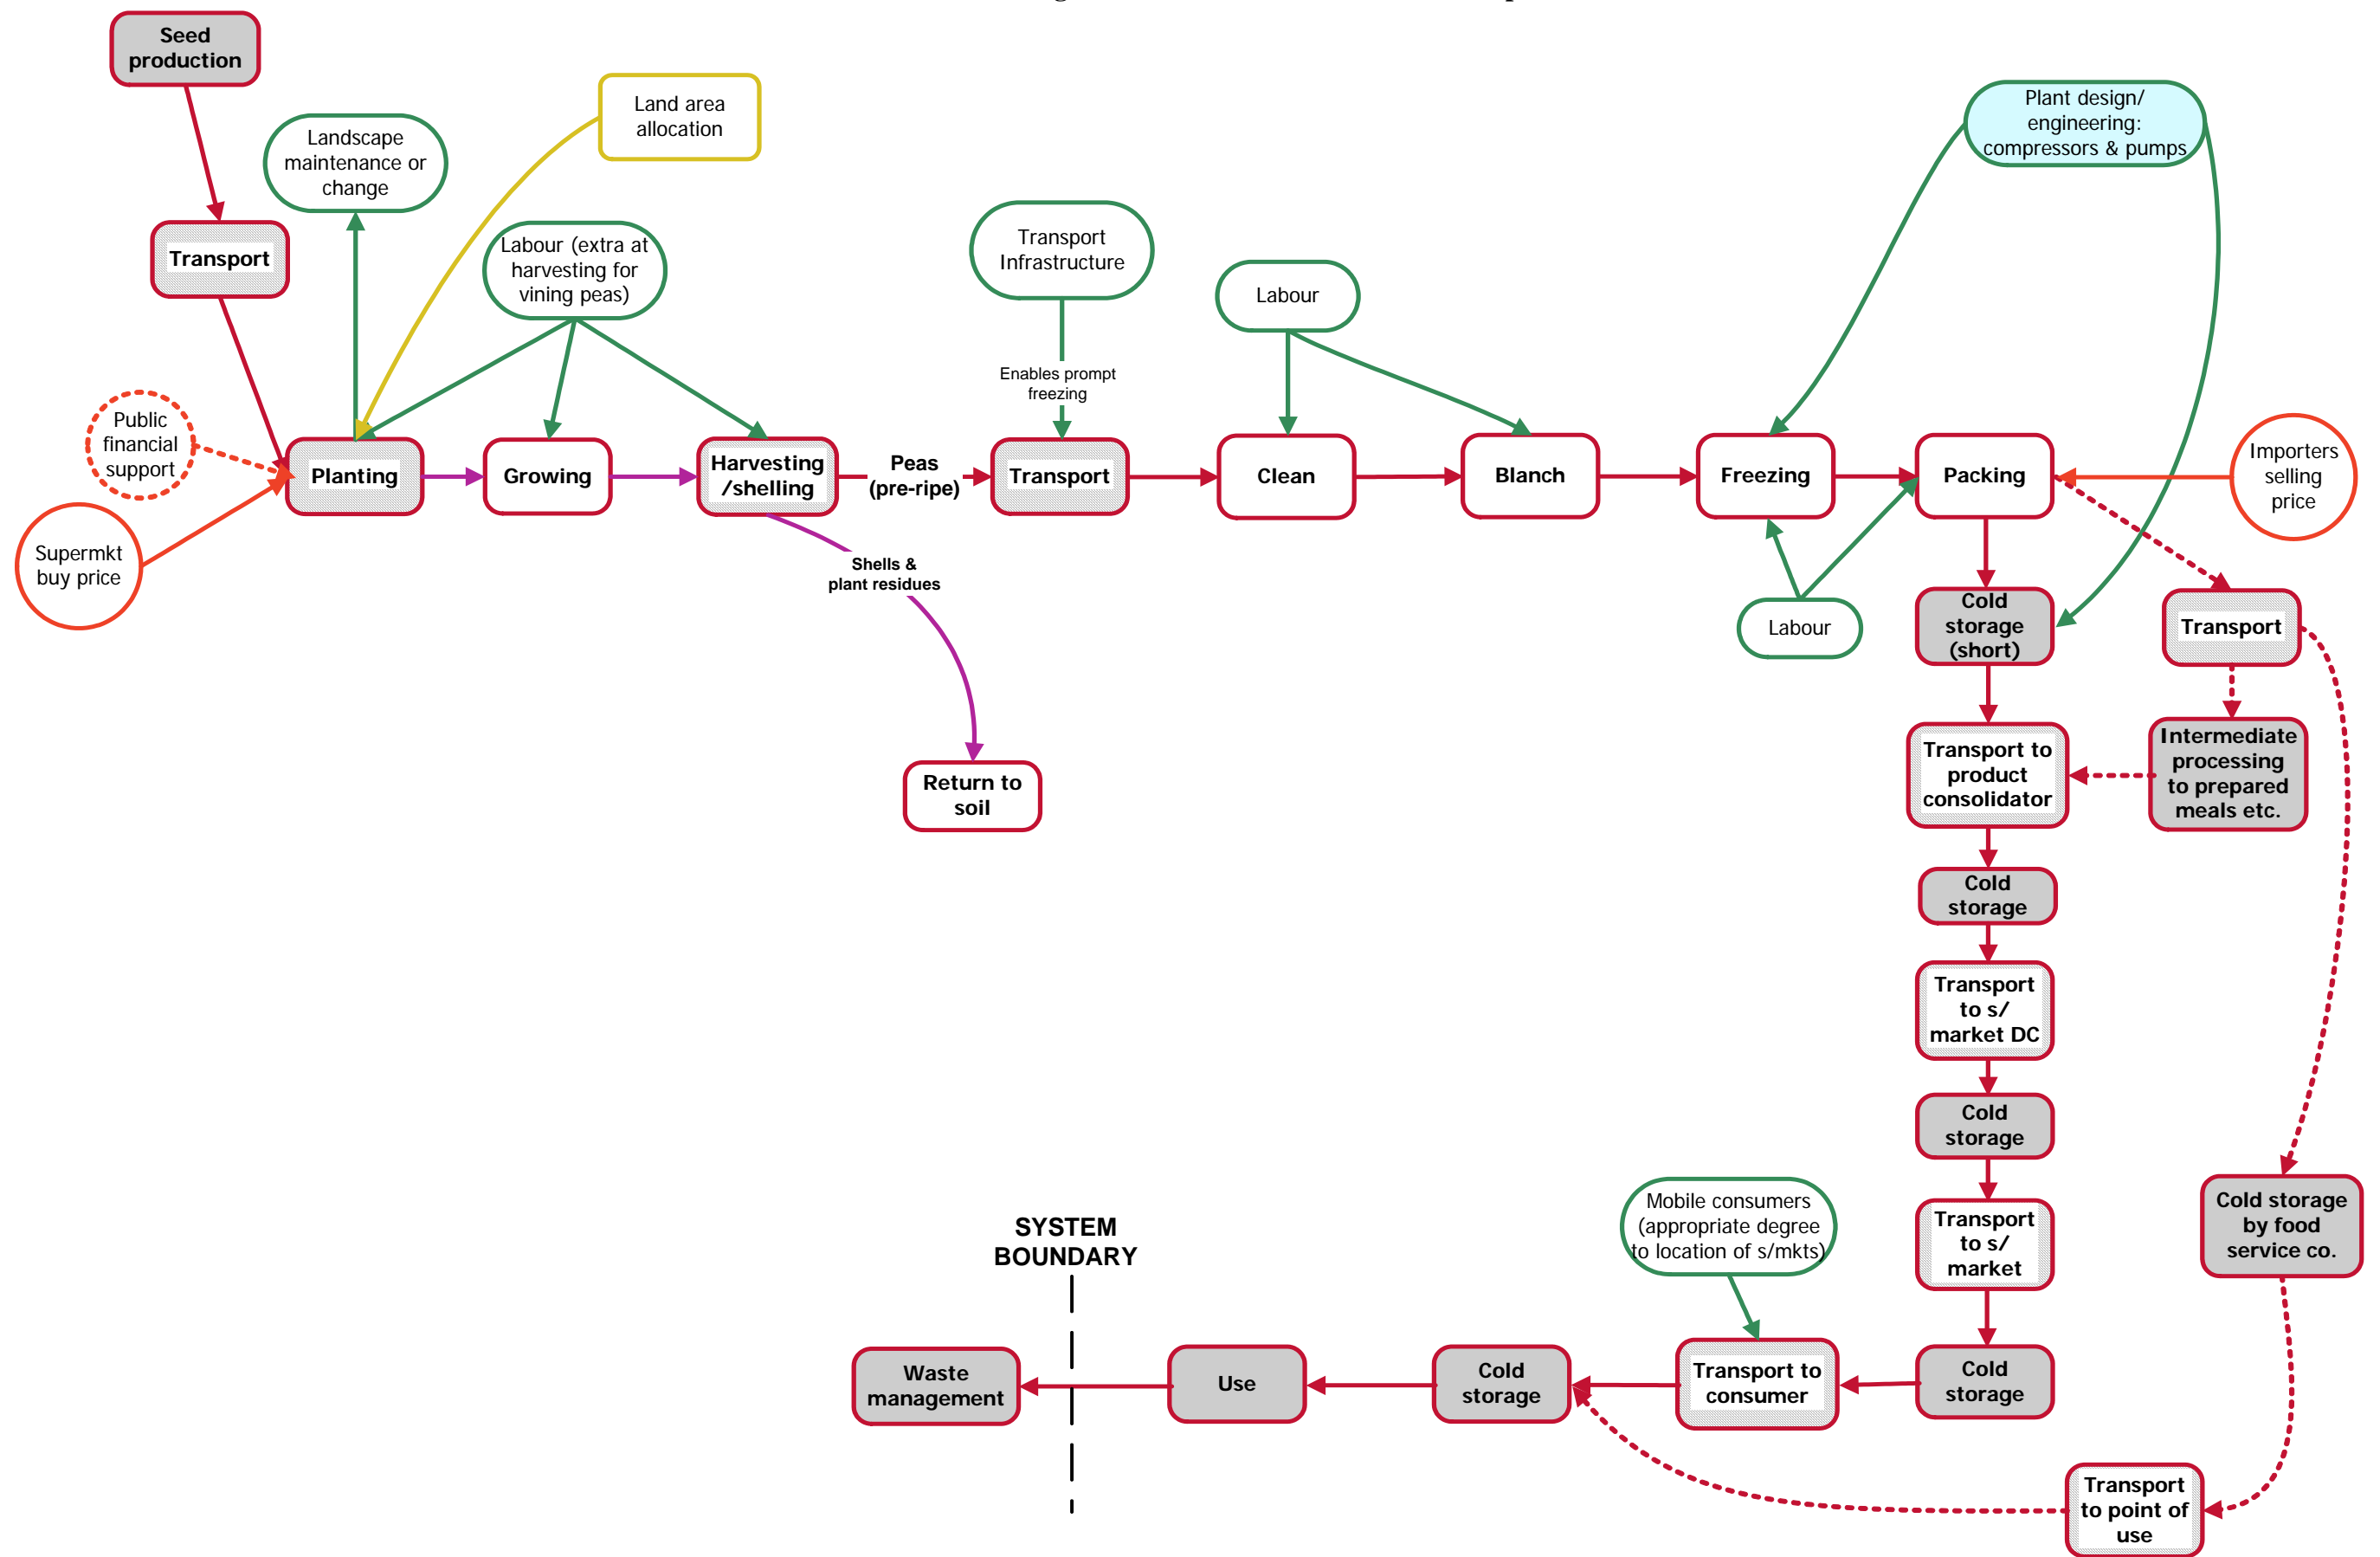 Seed
production
Landscape
maintenance or
change
Land area
allocation
Plant design/
engineering:
compressors & pumps
Transport
Labour (extra at
harvesting for
vining peas)
Transport
Infrastructure
Labour
Enables prompt
freezing
Public
financial
support
Planting
Growing
Harvesting
/shelling
Peas
(pre-ripe)
Transport
Clean
Blanch
Freezing
Packing
Importers
selling
price
Supermkt
buy price
Shells &
plant residues
Labour
Cold
storage
(short)
Transport
Return to
soil
Transport to
product
consolidator
Intermediate
processing
to prepared
meals etc.
Cold
storage
Transport
to s/
market DC
Cold
storage
Transport
to s/
market
Cold storage
by food
service co.
Mobile consumers
(appropriate degree
to location of s/mkts)
SYSTEM
BOUNDARY
Waste
management
Use
Cold
storage
Transport to
consumer
Cold
storage
Transport
to point of
use